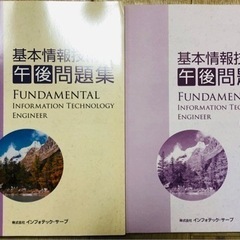 基本情報技
午後問題集
FUNDAMENTAL
INFORMATION TECHNOLOGY
ENGINEER
株式会社 インフォテック・サーブ
基本情報技
午後問題
FUNDAMENTA
INFORMATION TECHN
ENGINEER
株式会社 インフォテック・サーブ